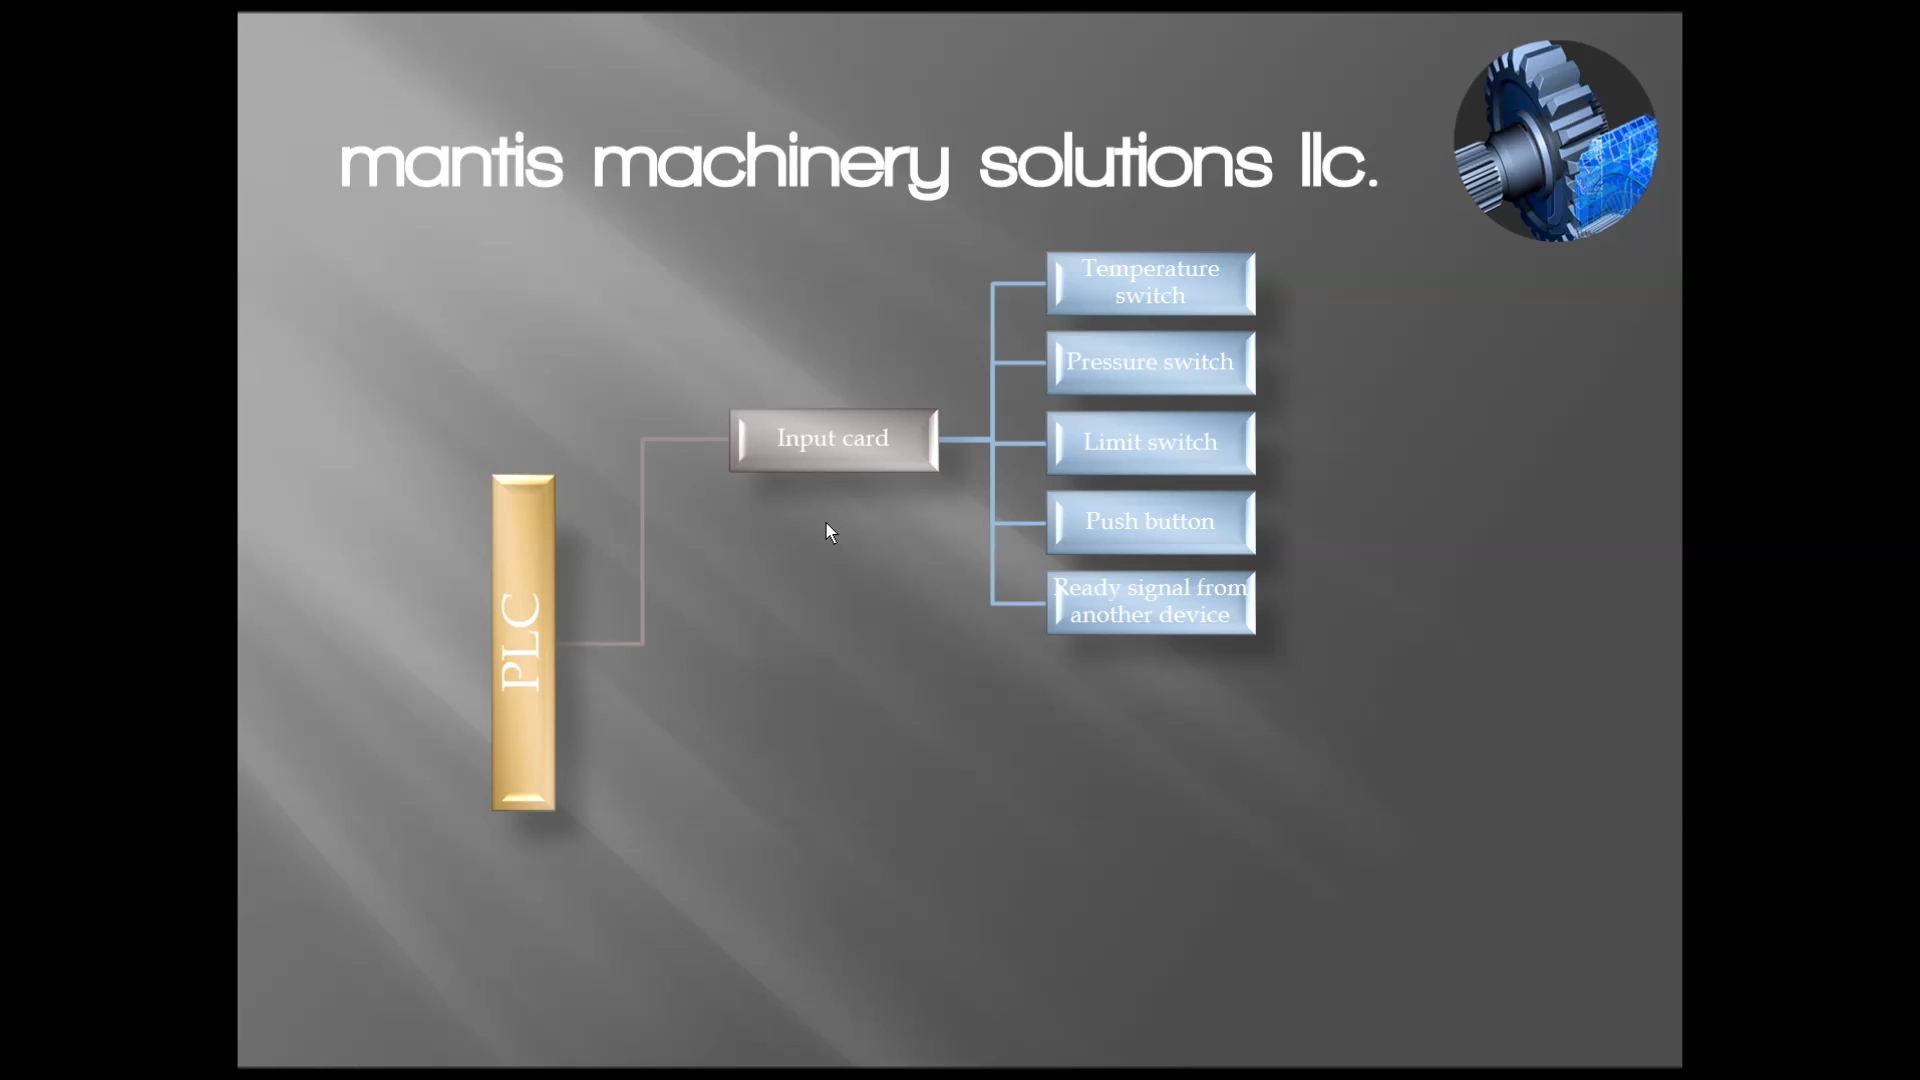 mantis machinery solutions llc.
Temperature
switch
Pressure switch
Input card
Limit switch
Push button
Ready signal from
another device
PLC